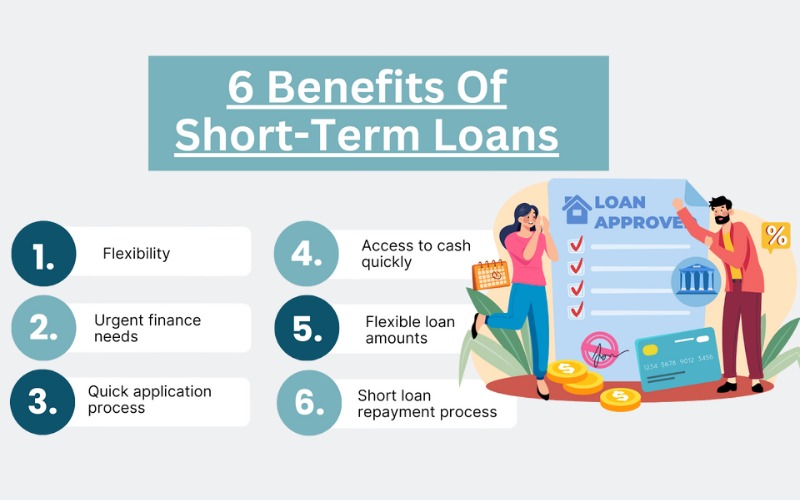 6 Benefits Of
Short-Term Loans
1.
Flexibility
2.
Urgent finance
needs
3.
Quick application
process
4.
Access to cash
quickly
5.
Flexible loan
amounts
6.
Short loan
repayment process
LOAN
APPROVED
%
1234 5678 9012 3456
$
$
$